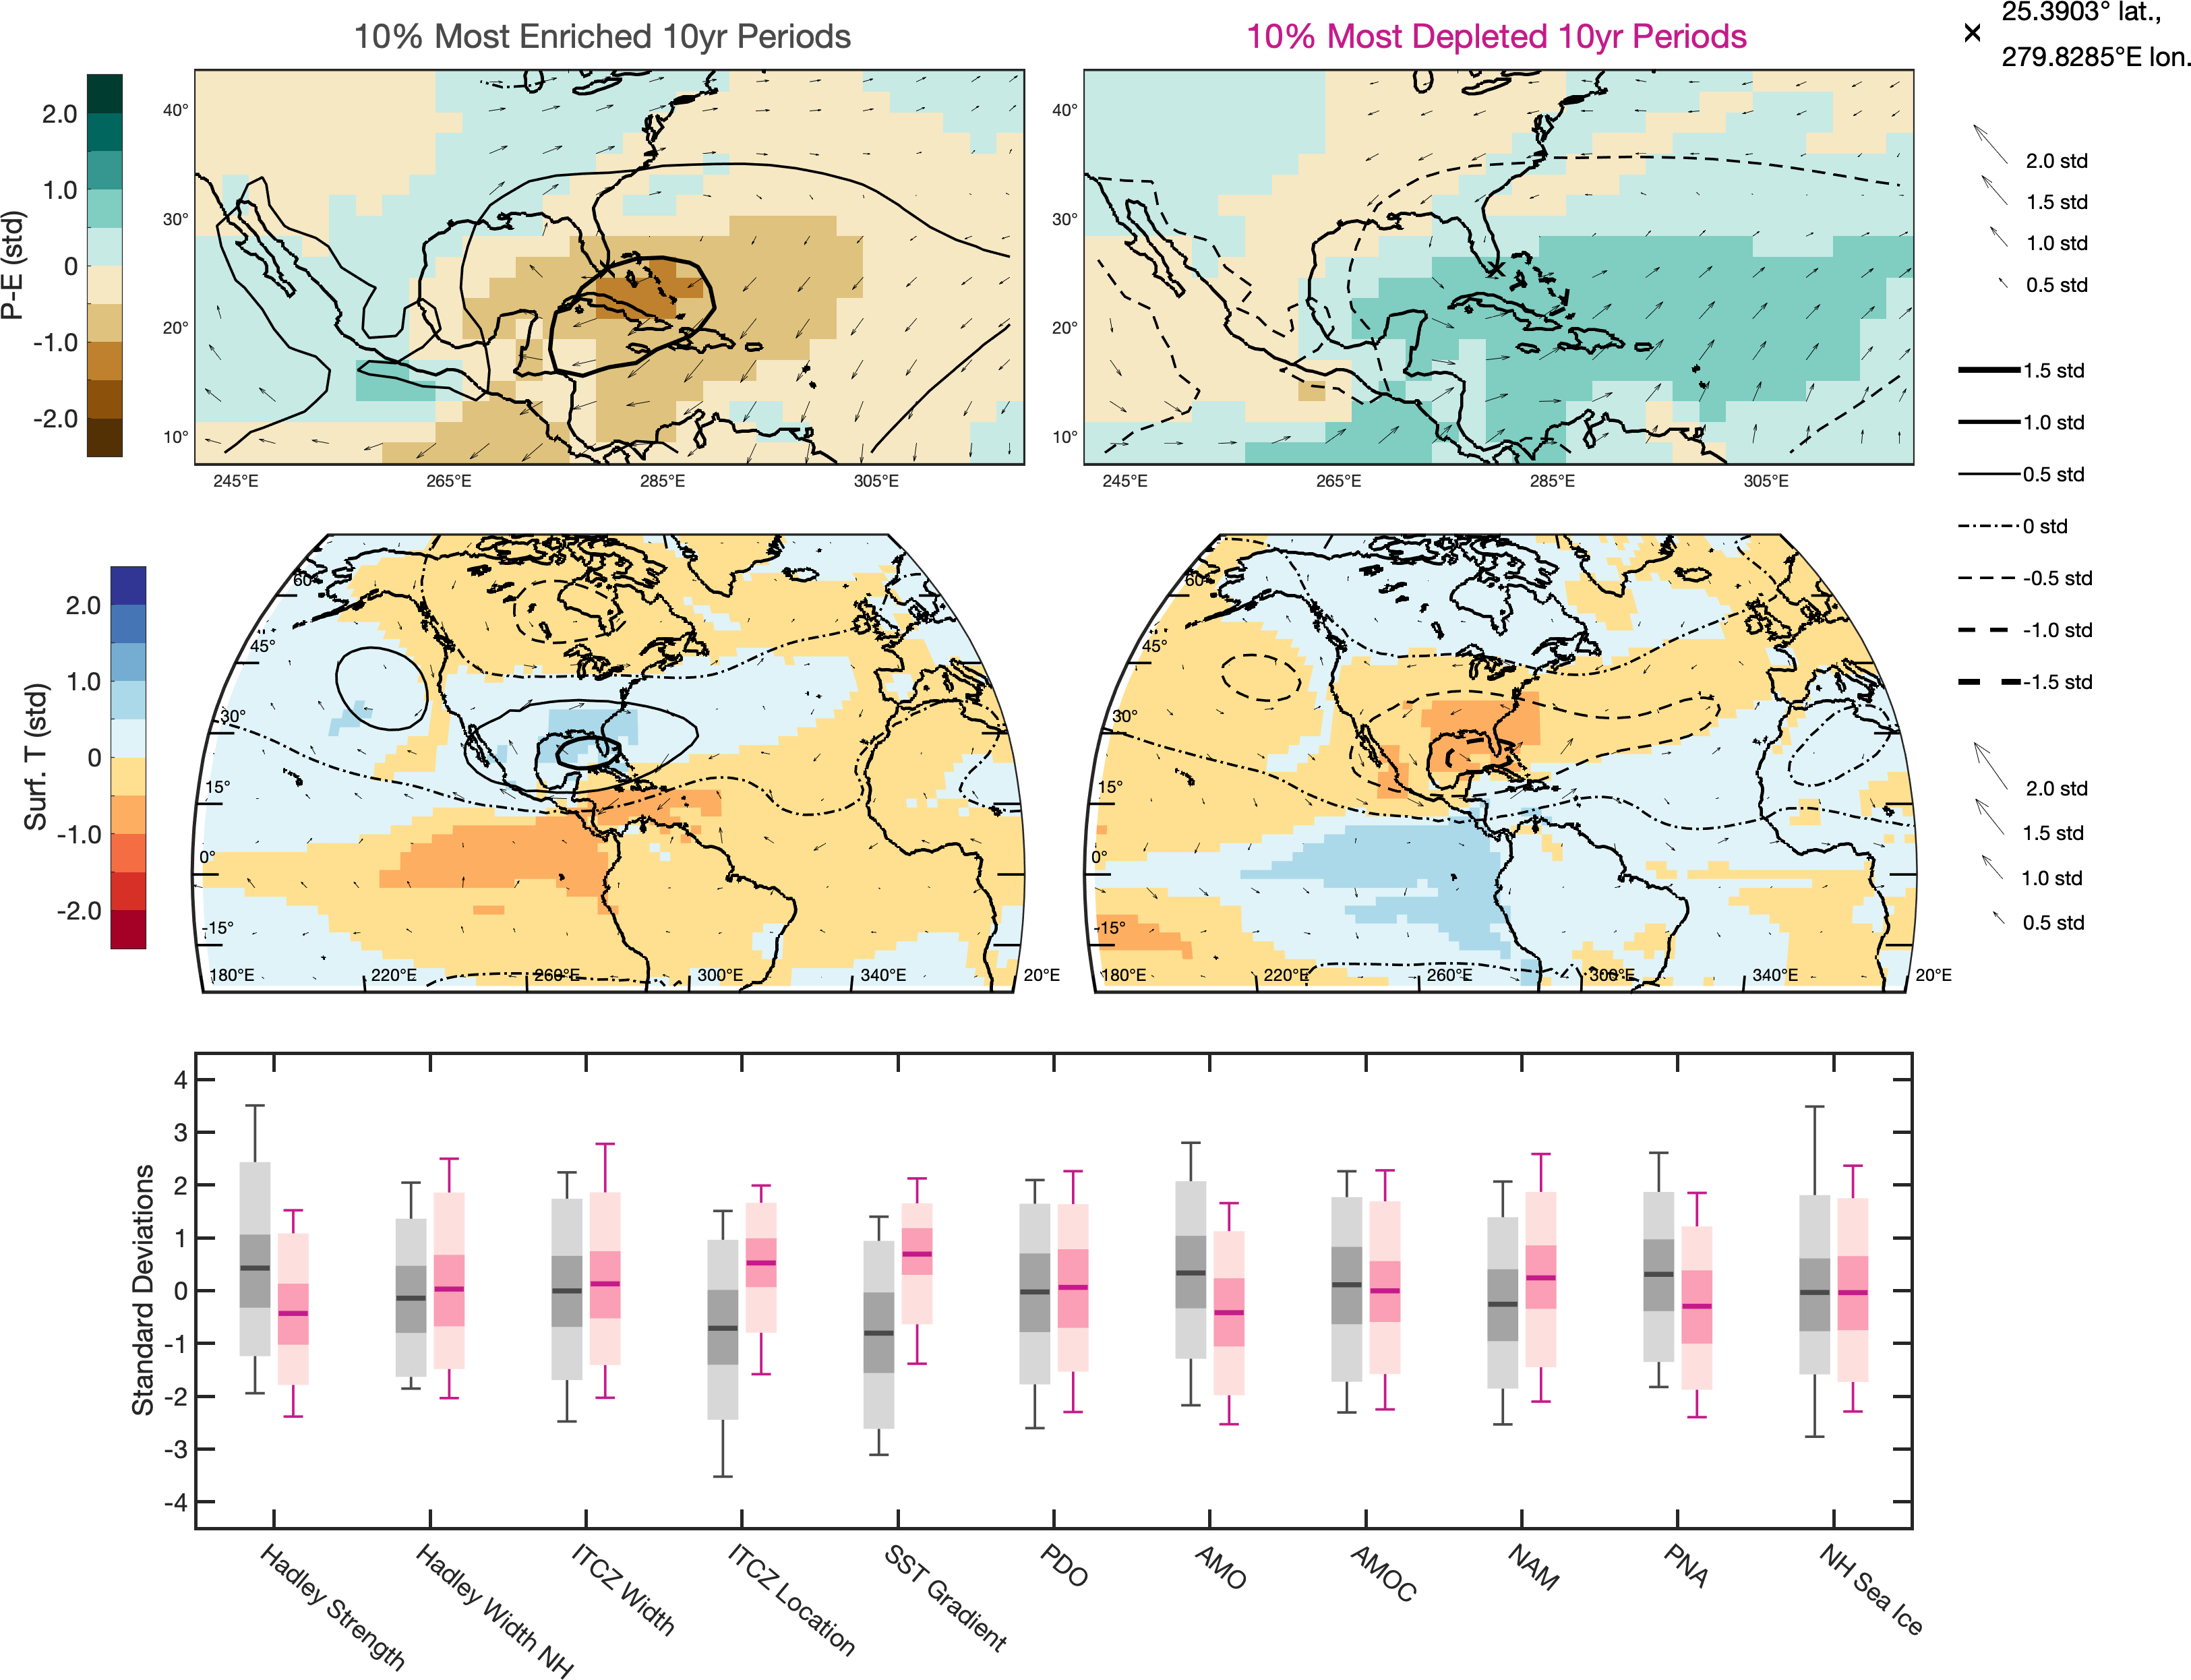 10% Most Enriched 10yr Periods
10% Most Depleted 10yr Periods
25.3903° lat.,
279.8285°E lon.
P-E (std)
2.0
1.0
0
-1.0
-2.0
40°
30°
20°
10°
245°E 265°E 285°E 305°E
40°
30°
20°
10°
245°E 265°E 285°E 305°E
2.0 std
1.5 std
1.0 std
0.5 std
1.5 std
1.0 std
0.5 std
0 std
-0.5 std
-1.0 std
-1.5 std
2.0 std
1.5 std
1.0 std
0.5 std
Surf. T (std)
2.0
1.0
0
-1.0
-2.0
60°
45°
30°
15°
0°
-15°
180°E 220°E 260°E 300°E 340°E 20°E
60°
45°
30°
15°
0°
-15°
180°E 220°E 260°E 300°E 340°E 20°E
Standard Deviations
4
3
2
1
0
-1
-2
-3
-4
Hadley Strength
Hadley Width NH
ITCZ Width
ITCZ Location
SST Gradient
PDO
AMO
AMOC
NAM
PNA
NH Sea Ice